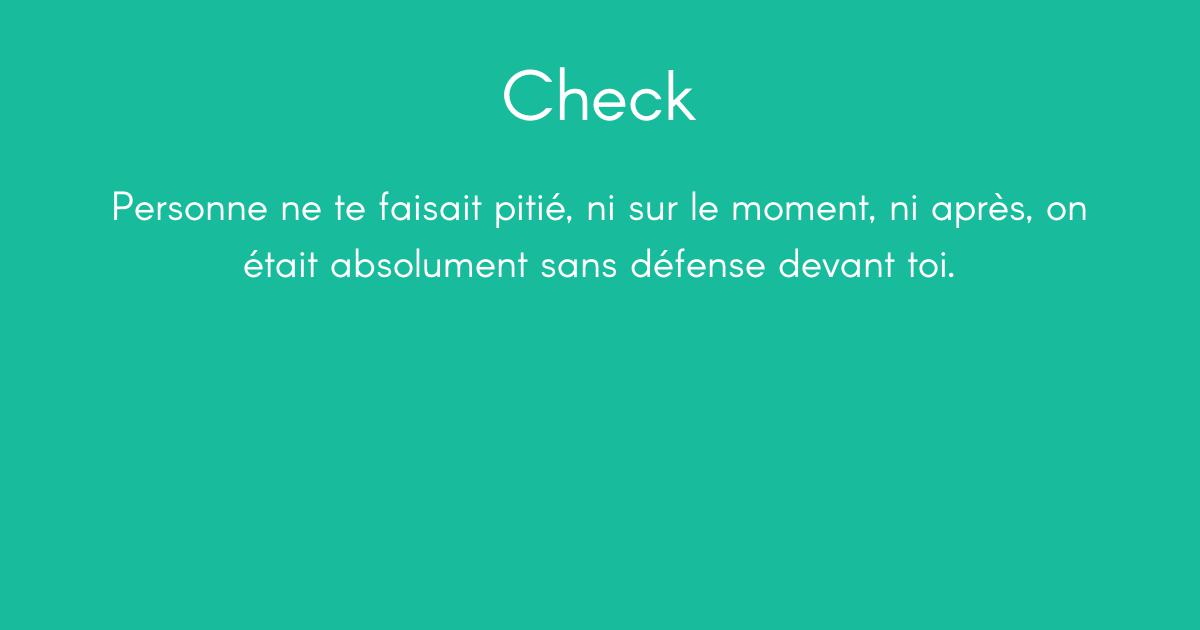 Check
Personne ne te faisait pitié, ni sur le moment, ni après, on
était absolument sans défense devant toi.